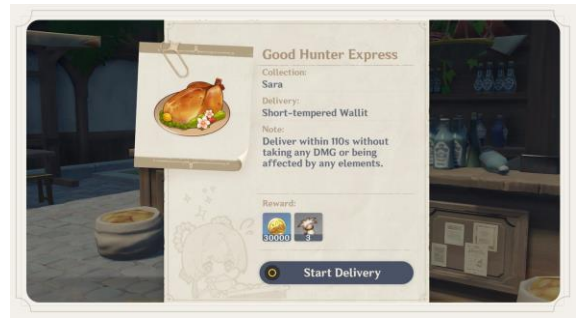 Good Hunter Express
Collection:
Sara
Delivery:
Short-tempered Wallit
Note:
Deliver within 110s without
taking any DMG or being
affected by any elements.
Reward:
30000
3
Start Delivery